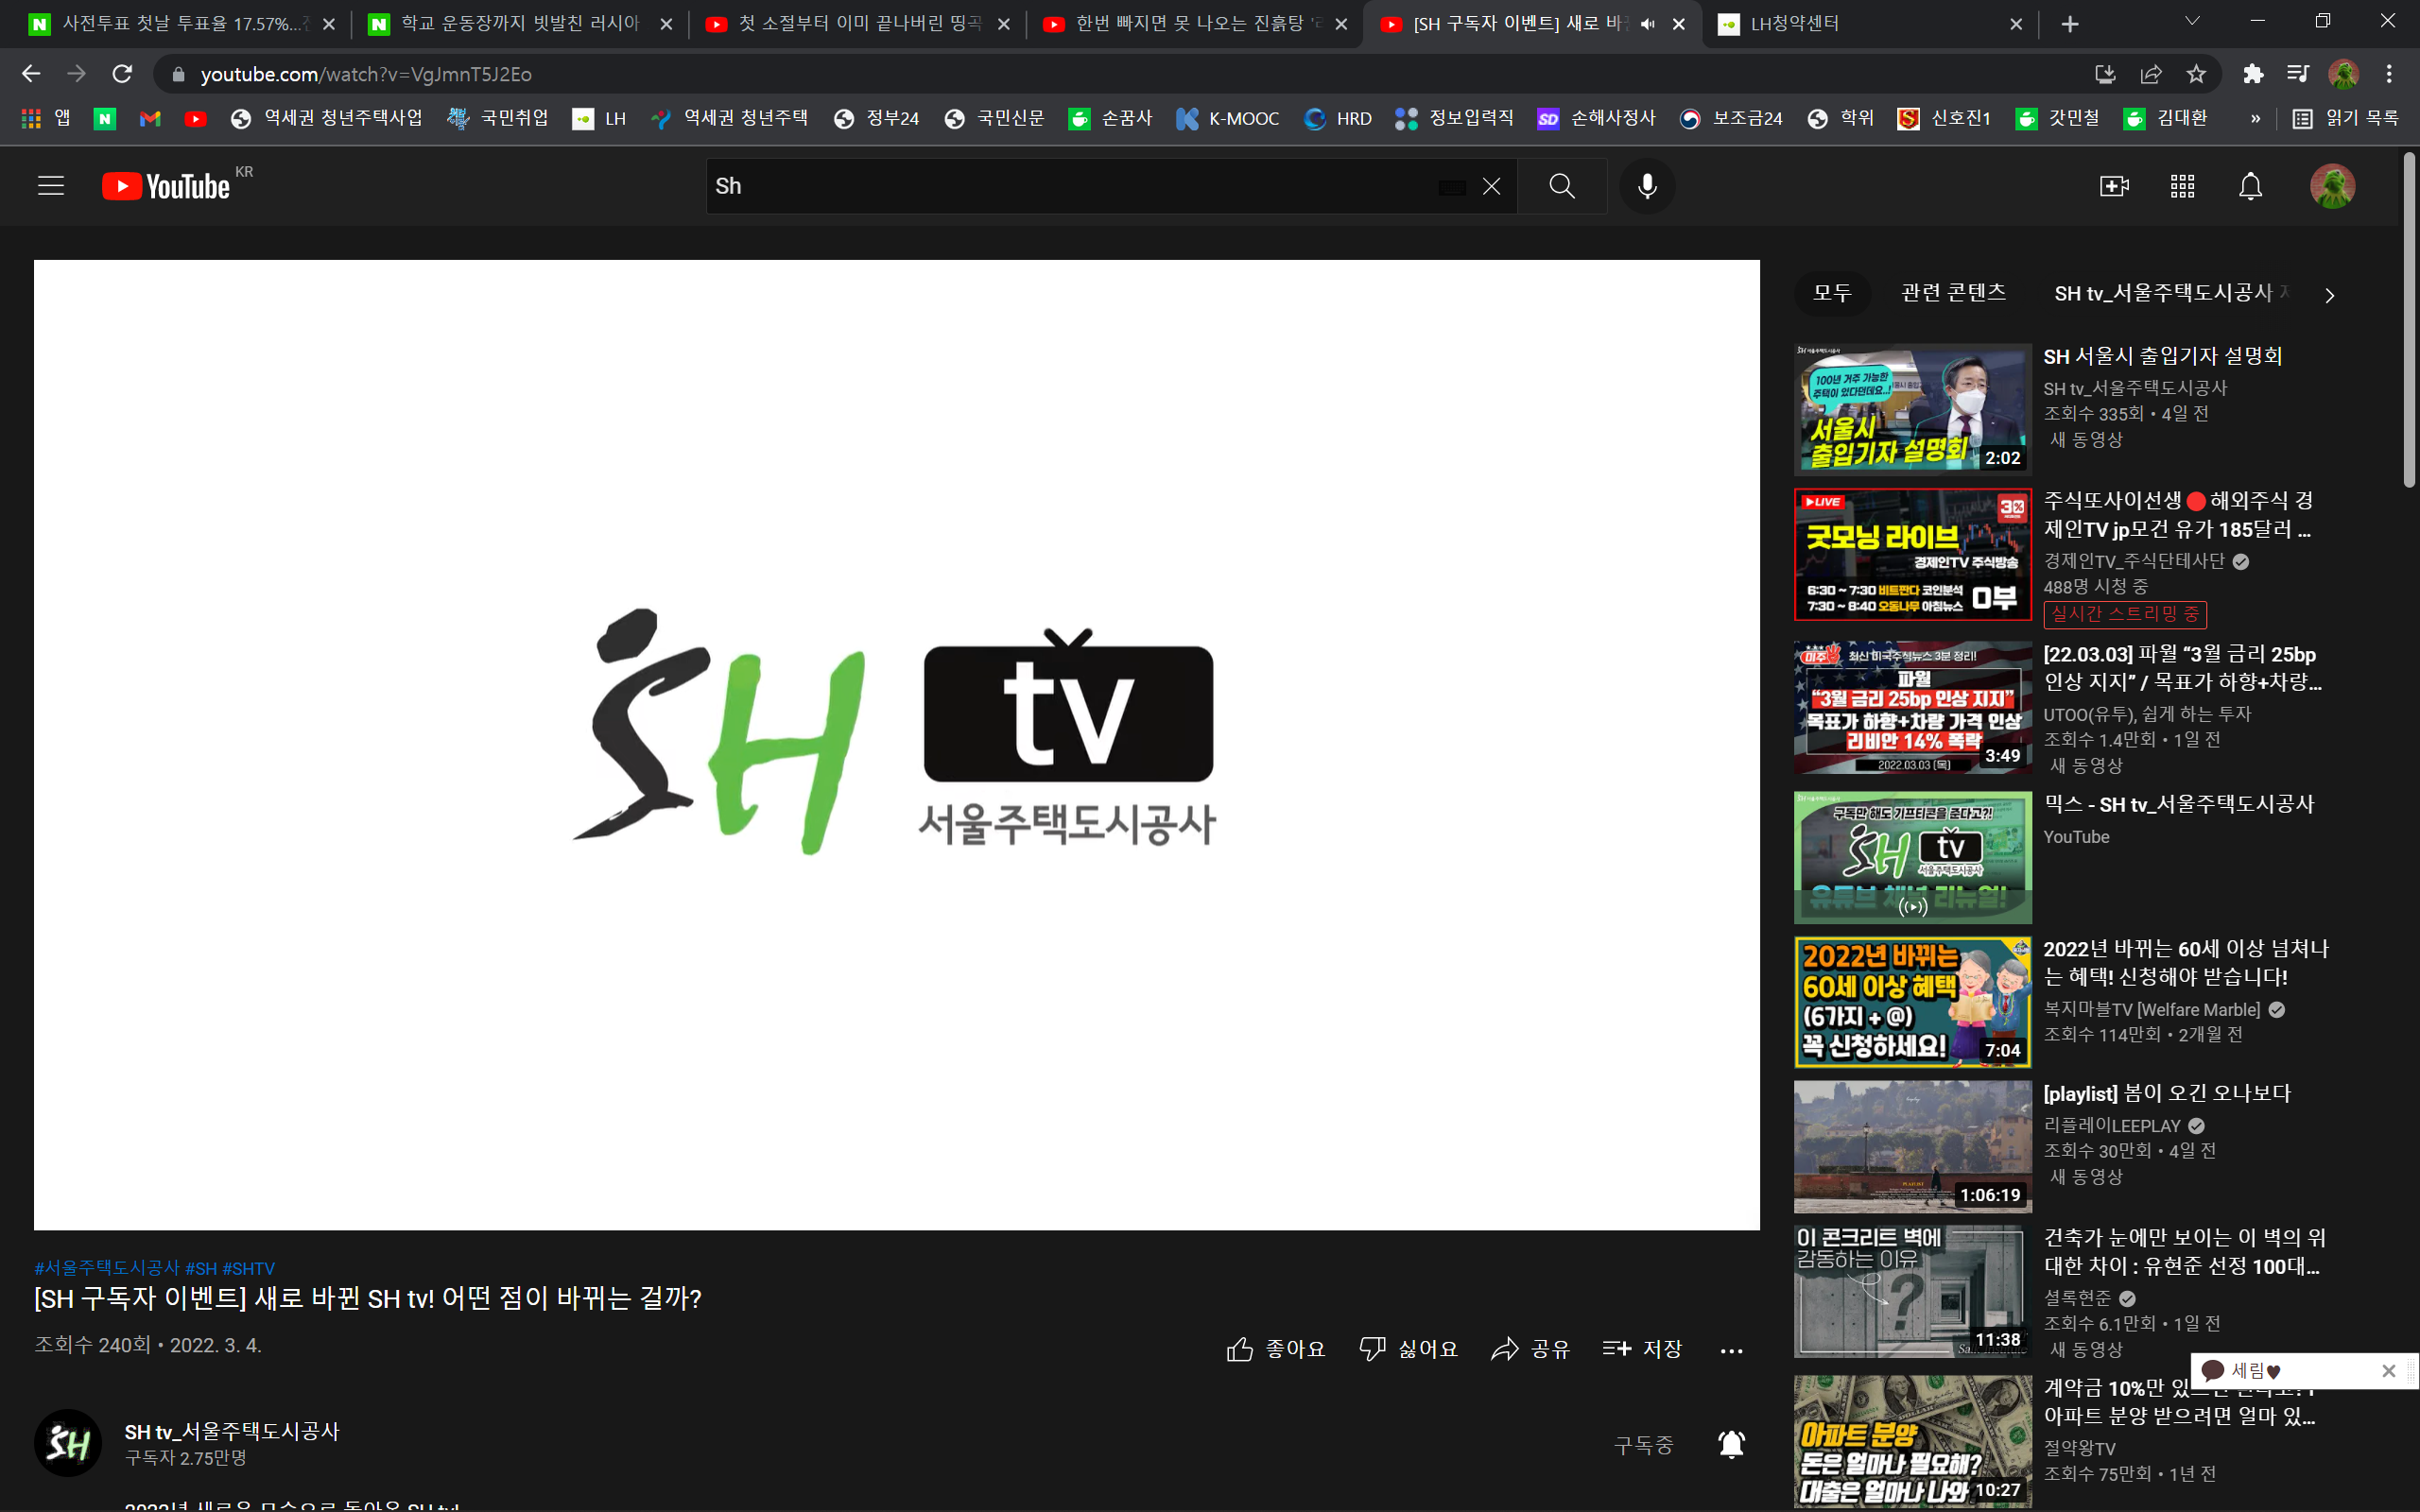 사전투표 첫날 투표율 17.57%...
학교 운동장까지 빗발친 러시아
첫 소절부터 이미 끝나버린 띵곡
한번 빠지면 못 나오는 진흙탕
[SH 구독자 이벤트] 새로 바
LH청약센터
youtube.com/watch?v=VgJmnT5J2Eo
앱
역세권 청년주택사업
국민취업
LH
역세권 청년주택
정부24
국민신문
손꿈사
K-MOOC
HRD
정보입력직
손해사정사
보조금24
학위
신호진1
갓민철
김대환
»
읽기 목록
YouTube KR
Sh
모두
관련 콘텐츠
SH tv_서울주택도시공사
SH tv
서울주택도시공사
#서울주택도시공사 #SH #SHTV
[SH 구독자 이벤트] 새로 바뀐 SH tv! 어떤 점이 바뀌는 걸까?
조회수 240회 • 2022. 3. 4.
좋아요
싫어요
공유
저장
SH
SH tv_서울주택도시공사
구독자 2.75만명
구독중
2022년 새로운 모습으로 돌아온 SH tv!
SH 서울주택도시공사
100년 거주 가능한
주택이 있다던데요..!
서울시
출입기자 설명회
2:02
SH 서울시 출입기자 설명회
SH tv_서울주택도시공사
조회수 335회 • 4일 전
새 동영상
LIVE
굿모닝 라이브
경제인TV 주식방송
6:30 ~ 7:30 비트판다 코인분석
7:30 ~ 8:40 오동나무 아침뉴스
0부
주식또사이선생🔴해외주식 경
제인TV jp모건 유가 185달러 ...
경제인TV_주식단테사단
488명 시청 중
실시간 스트리밍 중
미주
최신 미국주식뉴스 3분 정리!
파월
“3월 금리 25bp 인상 지지”
목표가 하향+차량 가격 인상
리비안 14% 폭락
2022.03.03 (목)
3:49
[22.03.03] 파월 “3월 금리 25bp
인상 지지” / 목표가 하향+차량...
UTOO(유투), 쉽게 하는 투자
조회수 1.4만회 • 1일 전
새 동영상
구독만 해도 기프티콘을 준다고?!
SH tv
서울주택도시공사
유튜브 채널 리뉴얼!
믹스 - SH tv_서울주택도시공사
YouTube
2022년 바뀌는
60세 이상 혜택
(6가지 + @)
꼭 신청하세요!
7:04
2022년 바뀌는 60세 이상 넘쳐나
는 혜택! 신청해야 받습니다!
복지마블TV [Welfare Marble]
조회수 114만회 • 2개월 전
PLAYLIST
1:06:19
[playlist] 봄이 오긴 오나보다
리플레이LEEPLAY
조회수 30만회 • 4일 전
새 동영상
이 콘크리트 벽에
감동하는 이유
?
11:38
건축가 눈에만 보이는 이 벽의 위
대한 차이 : 유현준 선정 100대...
셜록현준
조회수 6.1만회 • 1일 전
새 동영상
세림♥
아파트 분양
돈은 얼마나 필요해?
대출은 얼마나 나와
10:27
계약금 10%만 있
아파트 분양 받으려면 얼마 있...
절약왕TV
조회수 75만회 • 1년 전